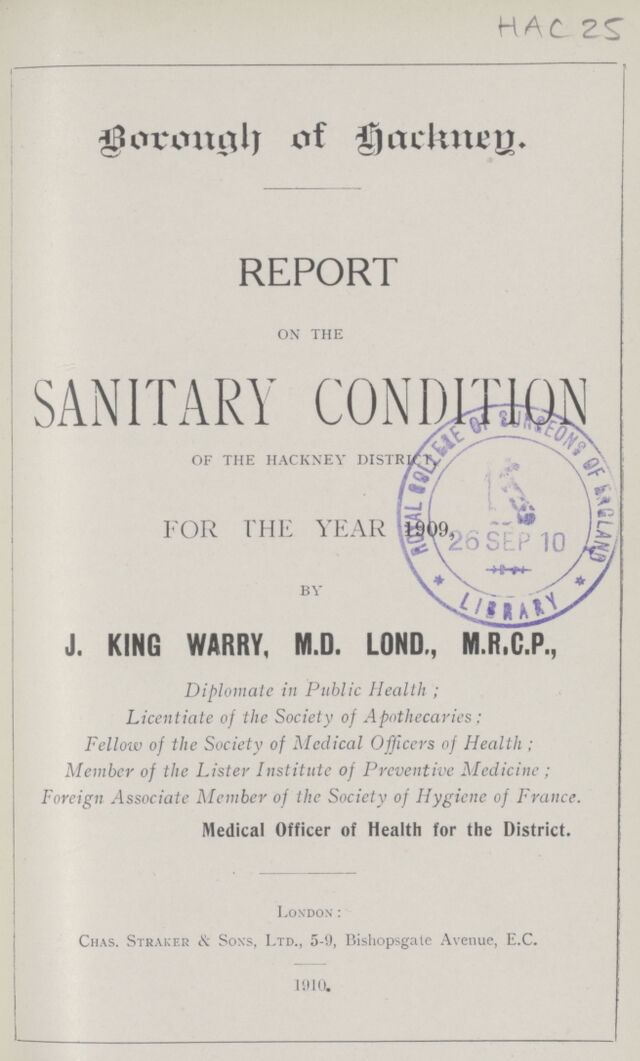 HAC 25
Borough of Hackney.
REPORT
ON THE
SANITARY CONDITION
OF THE HACKNEY DISTRICT,
FOR THE YEAR 1909,
BY
J. KING WARRY, M.D. LOND., M.R.C.P.,
Diplomate in Public Health;
Licentiate of the Society of Apothecaries;
Fellow of the Society of Medical Officers of Health;
Member of the Lister Institute of Preventive Medicine;
Foreign Associate Member of the Society of Hygiene of France.
Medical Officer of Health for the District.
LONDON:
CHAS. STRAKER & SONS, LTD., 5-9, Bishopsgate Avenue, E.C.
1910.
ROYAL COLLEGE OF SURGEONS OF ENGLAND
26 SEP 10
* LIBRARY *